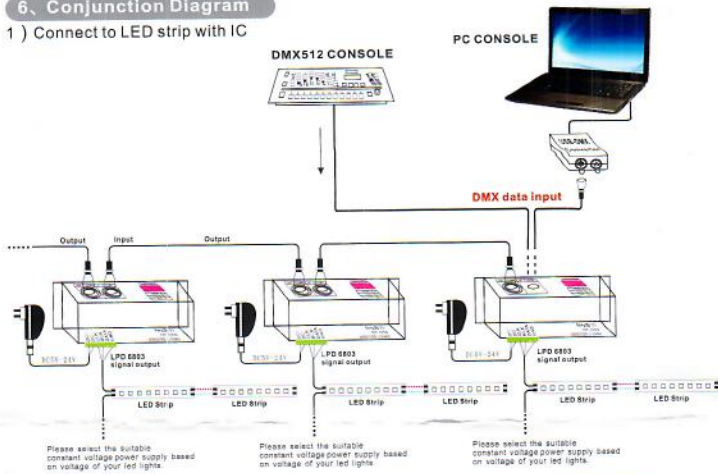 6、Conjunction Diagram
1 ) Connect to LED strip with IC
DMX512 CONSOLE
PC CONSOLE
USB-DMX
DMX data input
Output
Input
Output
DC5V-24V
LPD 6803
signal output
DC5V-24V
LPD 6803
signal output
DC5V-24V
LPD 6803
signal output
LED Strip
LED Strip
LED Strip
LED Strip
LED Strip
LED Strip
Please select the suitable
constant voltage power supply based
on voltage of your led lights.
Please select the suitable
constant voltage power supply based
on voltage of your led lights.
Please select the suitable
constant voltage power supply based
on voltage of your led lights.